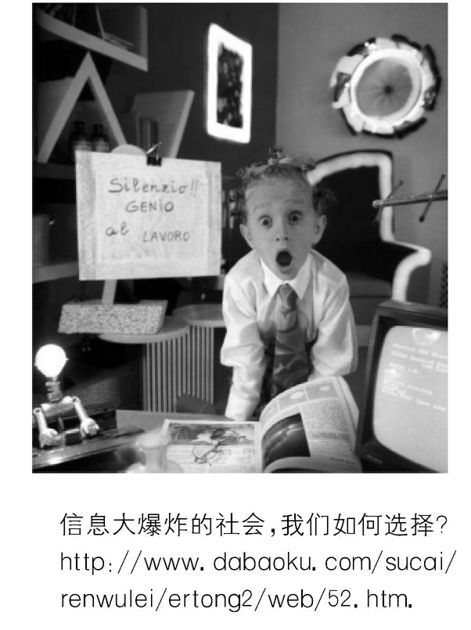 Silenzio!!
GENIO
al LAVORO
信息大爆炸的社会,我们如何选择?
http://www.dabaoku.com/sucai/
renwulei/ertong2/web/52.htm.